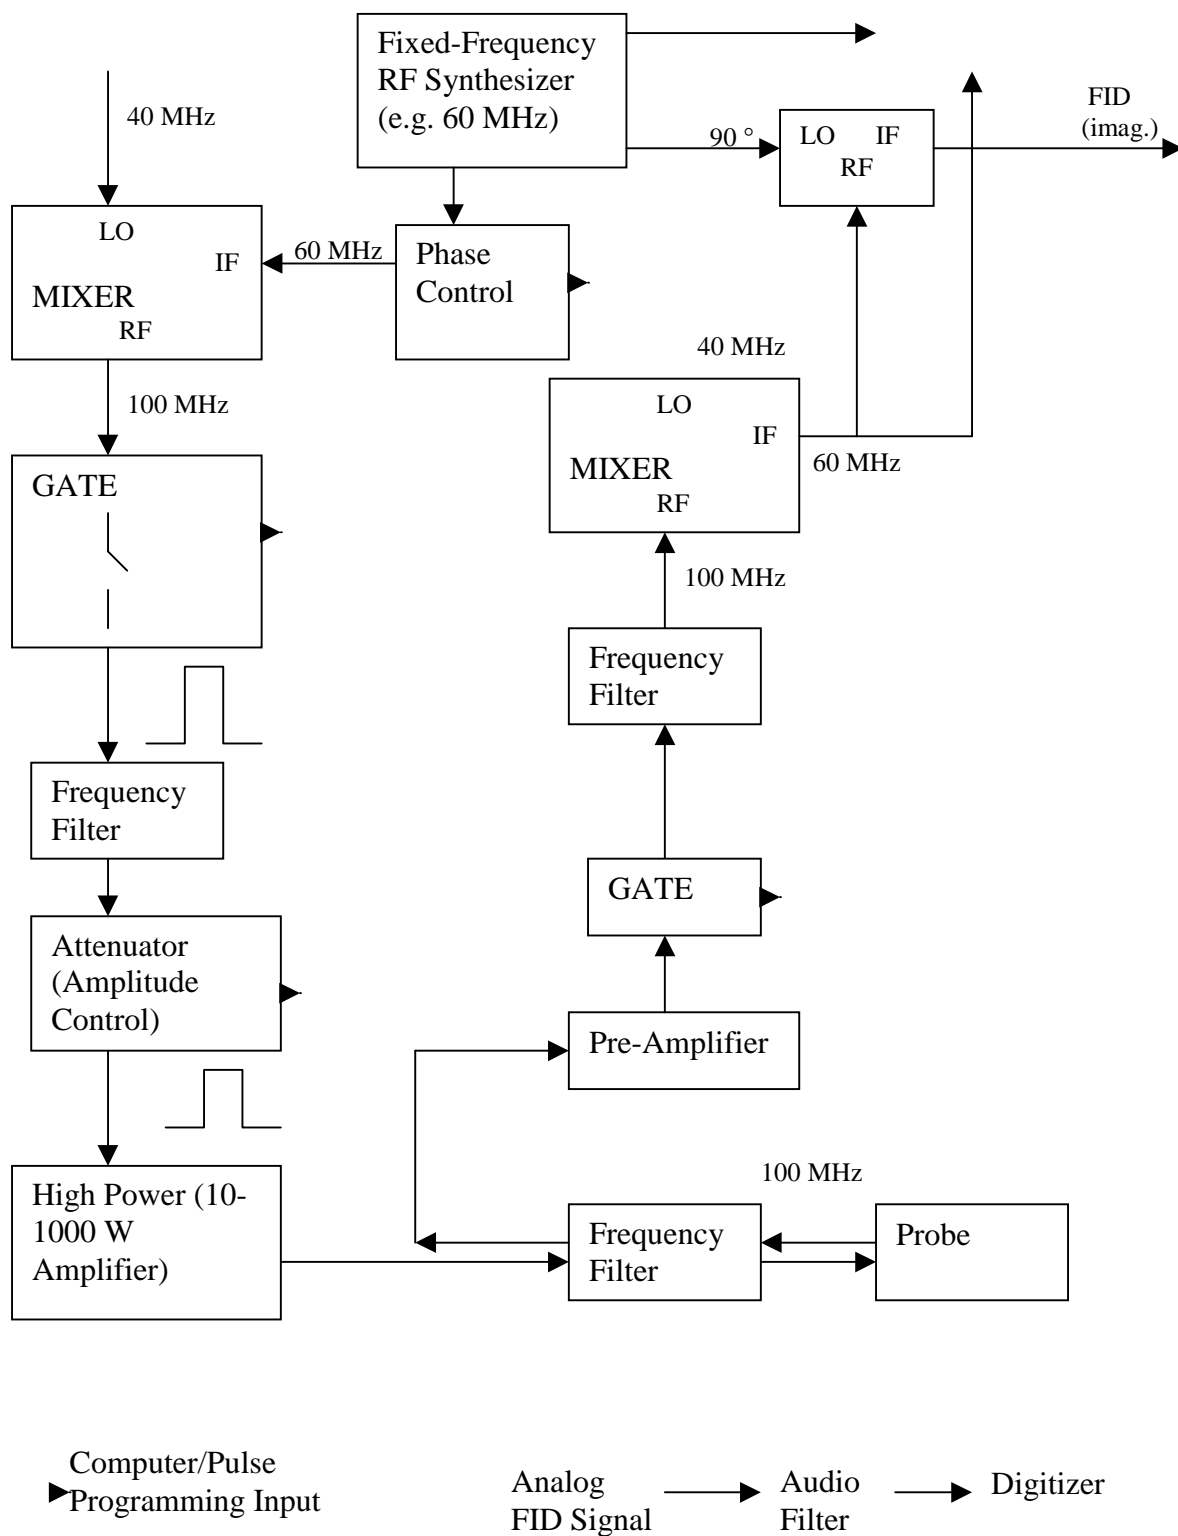 Fixed-Frequency
RF Synthesizer
(e.g. 60 MHz)
40 MHz
FID
(imag.)
90 °
LO IF
RF
LO
IF
MIXER
RF
60 MHz
Phase
Control
40 MHz
LO
IF
MIXER
RF
60 MHz
100 MHz
GATE
100 MHz
Frequency
Filter
Frequency
Filter
GATE
Attenuator
(Amplitude
Control)
Pre-Amplifier
High Power (10-
1000 W
Amplifier)
100 MHz
Frequency
Filter
Probe
Computer/Pulse
Programming Input
Analog
FID Signal
Audio
Filter
Digitizer